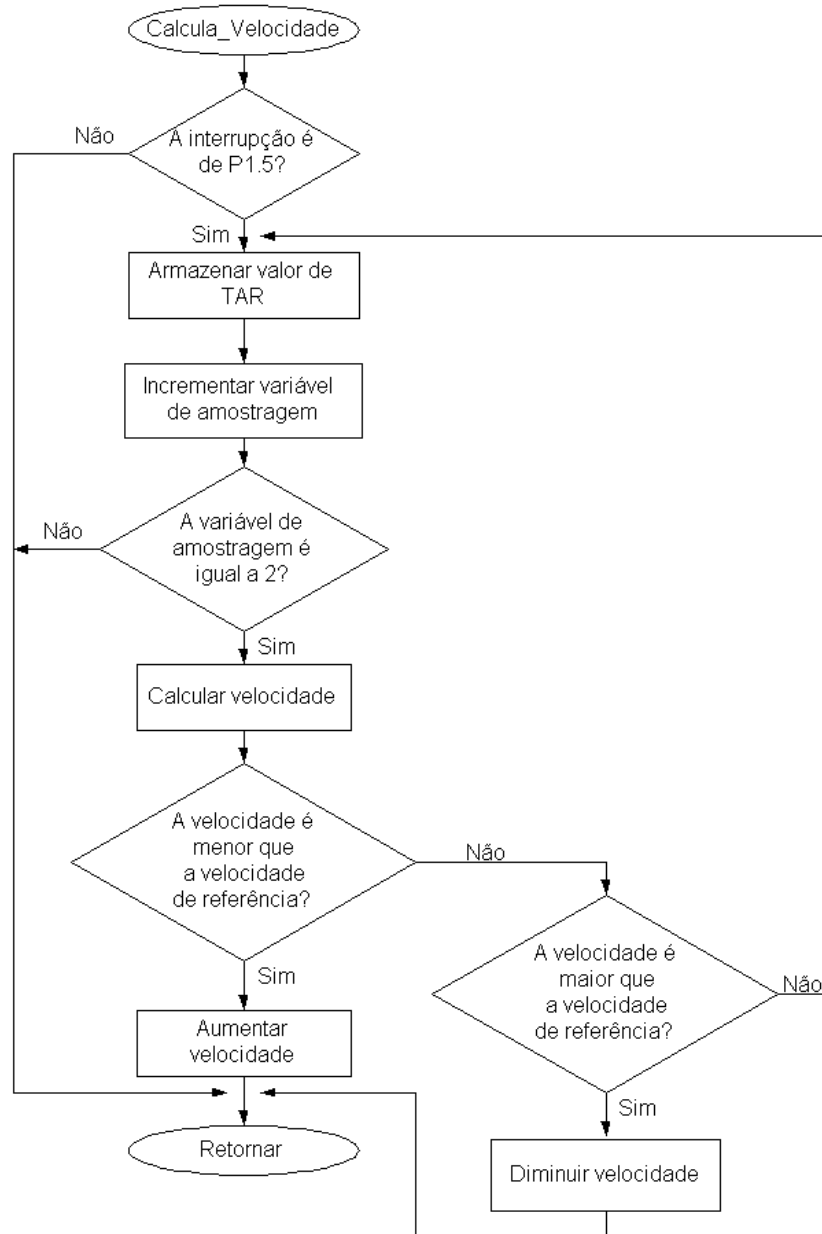 Calcula_Velocidade
Não
A interrupção é
de P1.5?
Sim
Armazenar valor de
TAR
Incrementar variável
de amostragem
Não
A variável de
amostragem é
igual a 2?
Sim
Calcular velocidade
A velocidade é
menor que
a velocidade
de referência?
Não
Sim
A velocidade é
maior que
a velocidade
de referência?
Não
Aumentar
velocidade
Sim
Retornar
Diminuir velocidade